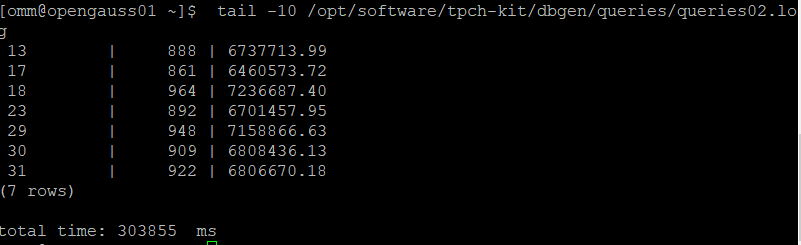 [omm@opengauss01 ~]$  tail -10 /opt/software/tpch-kit/dbgen/queries/queries02.lo
g
 13         |     888 | 6737713.99
 17         |     861 | 6460573.72
 18         |     964 | 7236687.40
 23         |     892 | 6701457.95
 29         |     948 | 7158866.63
 30         |     909 | 6808436.13
 31         |     922 | 6806670.18
(7 rows)
total time: 303855  ms